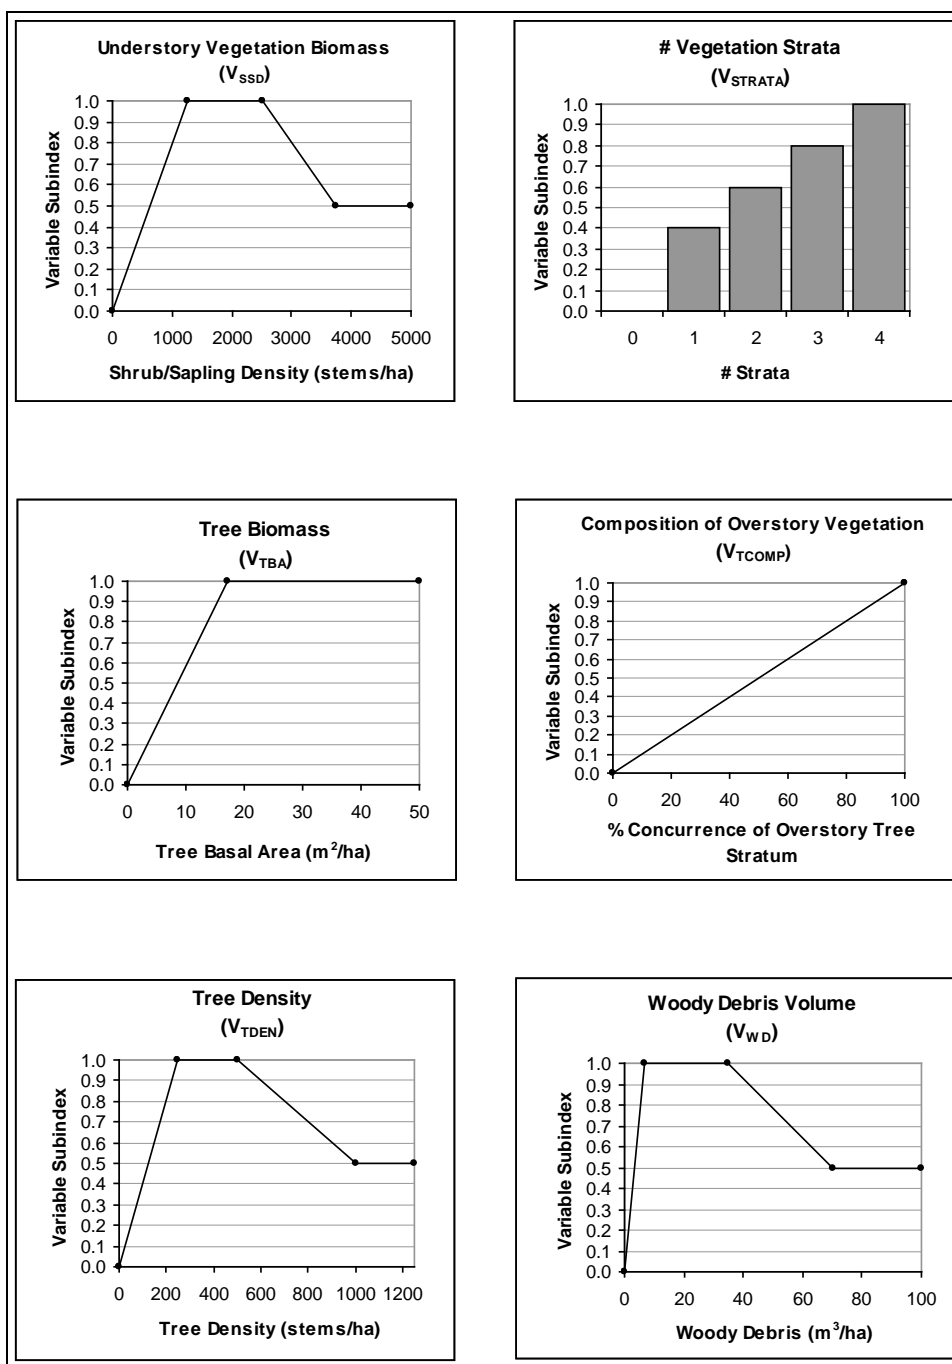 Understory Vegetation Biomass
(V_SSD)
Variable Subindex
1.0
0.9
0.8
0.7
0.6
0.5
0.4
0.3
0.2
0.1
0.0
0 1000 2000 3000 4000 5000
Shrub/Sapling Density (stems/ha)
# Vegetation Strata
(V_STRATA)
Variable Subindex
1.0
0.9
0.8
0.7
0.6
0.5
0.4
0.3
0.2
0.1
0.0
0 1 2 3 4
# Strata
Tree Biomass
(V_TBA)
Variable Subindex
1.0
0.9
0.8
0.7
0.6
0.5
0.4
0.3
0.2
0.1
0.0
0 10 20 30 40 50
Tree Basal Area (m²/ha)
Composition of Overstory Vegetation
(V_TCOMP)
Variable Subindex
1.0
0.9
0.8
0.7
0.6
0.5
0.4
0.3
0.2
0.1
0.0
0 20 40 60 80 100
% Concurrence of Overstory Tree
Stratum
Tree Density
(V_TDEN)
Variable Subindex
1.0
0.9
0.8
0.7
0.6
0.5
0.4
0.3
0.2
0.1
0.0
0 200 400 600 800 1000 1200
Tree Density (stems/ha)
Woody Debris Volume
(V_WD)
Variable Subindex
1.0
0.9
0.8
0.7
0.6
0.5
0.4
0.3
0.2
0.1
0.0
0 20 40 60 80 100
Woody Debris (m³/ha)